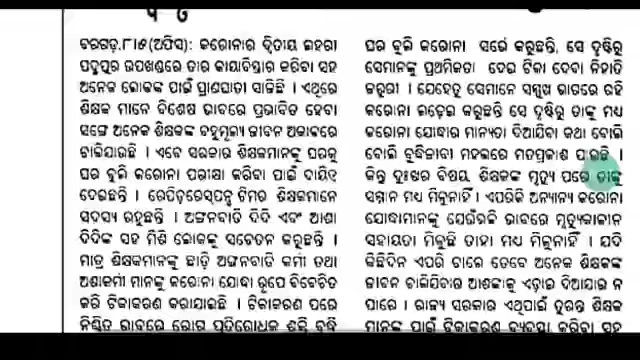 ବରଗଡ଼,୮।୫(ଅଫିସ): କରୋନାର ଦ୍ଵିତୀୟ ଲହରୀ
ପଦ୍ମପୁର ଉପଖଣ୍ଡରେ ତାର କାୟାବିସ୍ତାର କରିବା ସହ
ଅନେକ ଲୋକଙ୍କ ପାଇଁ ପ୍ରାଣଘାତୀ ସାଜିଛି । ଏଥିରେ
ଶିକ୍ଷକ ମାନେ ବିଶେଷ ଭାବରେ ପ୍ରଭାବିତ ହେବା
ସଙ୍ଗେ ଅନେକ ଶିକ୍ଷକଙ୍କ ବହୁମୂଲ୍ୟ ଜୀବନ ଅକାଳରେ
ଚାଲିଯାଉଛି । ଏବେ ସରକାର ଶିକ୍ଷକମାନଙ୍କୁ ଘରକୁ
ଘର ବୁଲି କରୋନା ପରୀକ୍ଷା କରିବା ପାଇଁ ଦାୟିତ୍ୱ
ଦେଇଛନ୍ତି । ରେପିଡ୍‌ରେସ୍ପନ୍ସ ଟିମର ଶିକ୍ଷକମାନେ
ସଦସ୍ୟ ରହୁଛନ୍ତି । ଅଙ୍ଗନବାଡି ଦିଦି ଏବଂ ଆଶା
ଦିଦିଙ୍କ ସହ ମିଶି ଲୋକଙ୍କୁ ସଚେତନ କରୁଛନ୍ତି ।
ମାତ୍ର ଶିକ୍ଷକମାନଙ୍କୁ ଛାଡ଼ି ଅଙ୍ଗନବାଡି କର୍ମୀ ତଥା
ଆଶାକର୍ମୀ ମାନଙ୍କୁ କରୋନା ଯୋଦ୍ଧା ରୂପେ ବିବେଚିତ
କରି ଟିକାକରଣ କରାଯାଇଛି । ଟିକାକରଣ ପରେ
ନିଶ୍ଚିତ ଭାବରେ ରୋଗ ପ୍ରତିରୋଧକ ଶକ୍ତି ବୃଦ୍ଧି
ଘର ବୁଲି କରୋନା ସର୍ଭେ କରୁଛନ୍ତି, ସେ ଦୃଷ୍ଟିରୁ
ସେମାନଙ୍କୁ ପ୍ରାଥମିକତା ଦେଇ ଟିକା ଦେବା ନିହାତି
ଜରୁରୀ । ଯେହେତୁ ସେମାନେ ସମ୍ମୁଖ ଭାଗରେ ରହି
କରୋନା ଲଢ଼େଇ କରୁଛନ୍ତି ସେ ଦୃଷ୍ଟିରୁ ତାଙ୍କୁ ମଧ୍ୟ
କରୋନା ଯୋଦ୍ଧାର ମାନ୍ୟତା ଦିଆଯିବା କଥା ବୋଲି
ବୋଲି ବୁଦ୍ଧିଜୀବୀ ମହଲରେ ମତପ୍ରକାଶ ପାଉଛି ।
କିନ୍ତୁ ଦୁଃଖର ବିଷୟ ଶିକ୍ଷକଙ୍କ ମୃତ୍ୟୁ ପରେ ତାଙ୍କୁ
ସମ୍ମାନ ମଧ୍ୟ ମିଳୁନାହିଁ । ଏପରିକି ଅନ୍ୟାନ୍ୟ କରୋନା
ଯୋଦ୍ଧାମାନଙ୍କୁ ଯେଉଁଭଳି ଭାବରେ ମୃତ୍ୟୁକାଳୀନ
ସହାୟତା ମିଳୁଛି ତାହା ମଧ୍ୟ ମିଳୁନାହିଁ । ଯଦି
କିଛିଦିନ ଏପରି ଚାଲେ ତେବେ ଅନେକ ଶିକ୍ଷକଙ୍କ
ଜୀବନ ଚାଲିଯିବାର ଆଶଙ୍କାକୁ ଏଡ଼ାଇ ଦିଆଯାଇ ନ
ପାରେ । ରାଜ୍ୟ ସରକାର ଏଥିପାଇଁ ତୁରନ୍ତ ଶିକ୍ଷକ
ମାନଙ୍କ ପାଇଁ ଟିକାକରଣ ବ୍ୟବସ୍ଥା କରିବା ସହ